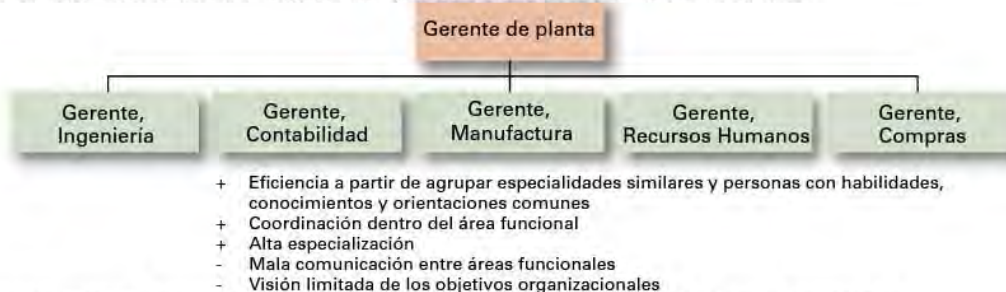 Gerente de planta
Gerente,
Ingeniería
Gerente,
Contabilidad
Gerente,
Manufactura
Gerente,
Recursos Humanos
Gerente,
Compras
+ Eficiencia a partir de agrupar especialidades similares y personas con habilidades,
conocimientos y orientaciones comunes
+ Coordinación dentro del área funcional
+ Alta especialización
- Mala comunicación entre áreas funcionales
- Visión limitada de los objetivos organizacionales